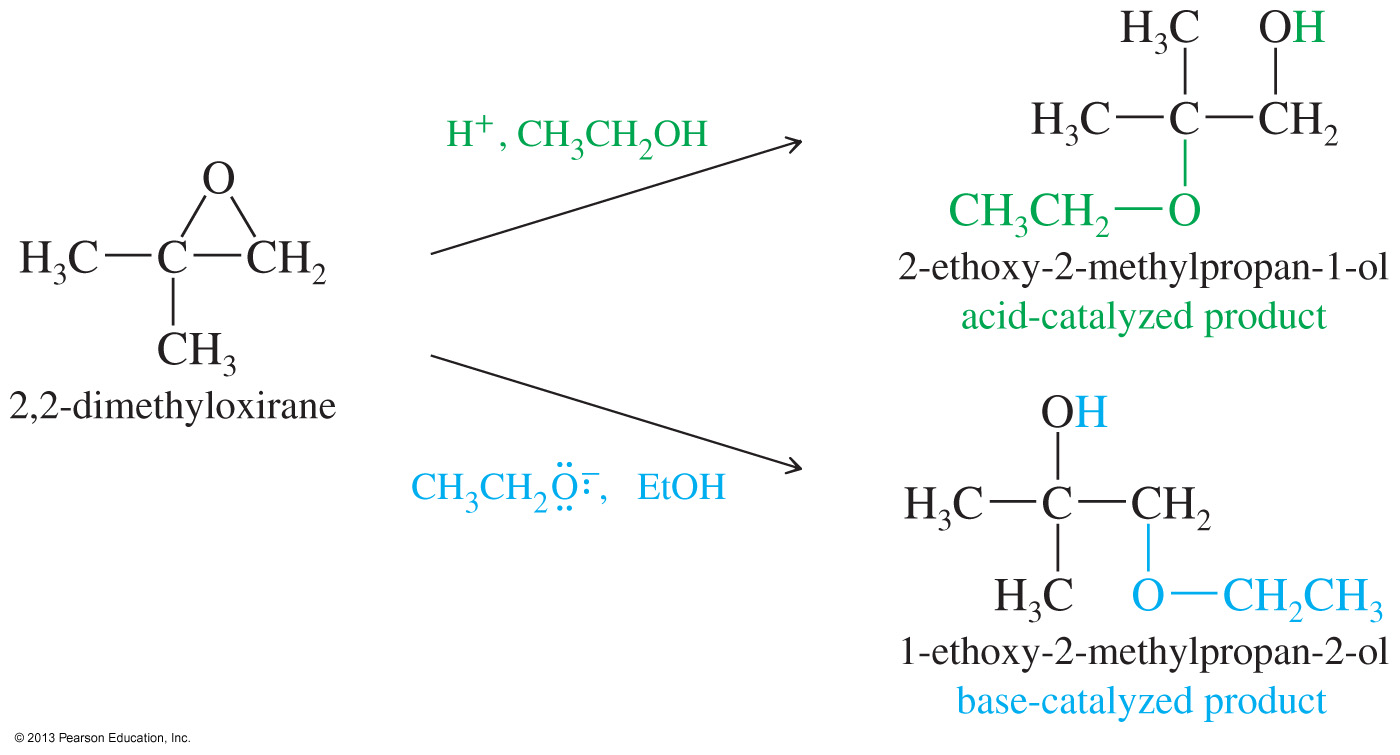 O
H₃C—C—CH₂
CH₃
2,2-dimethyloxirane
H⁺, CH₃CH₂OH
H₃C OH
H₃C—C—CH₂
CH₃CH₂—O
2-ethoxy-2-methylpropan-1-ol
acid-catalyzed product
CH₃CH₂Ö:⁻, EtOH
OH
H₃C—C—CH₂
H₃C O—CH₂CH₃
1-ethoxy-2-methylpropan-2-ol
base-catalyzed product
© 2013 Pearson Education, Inc.